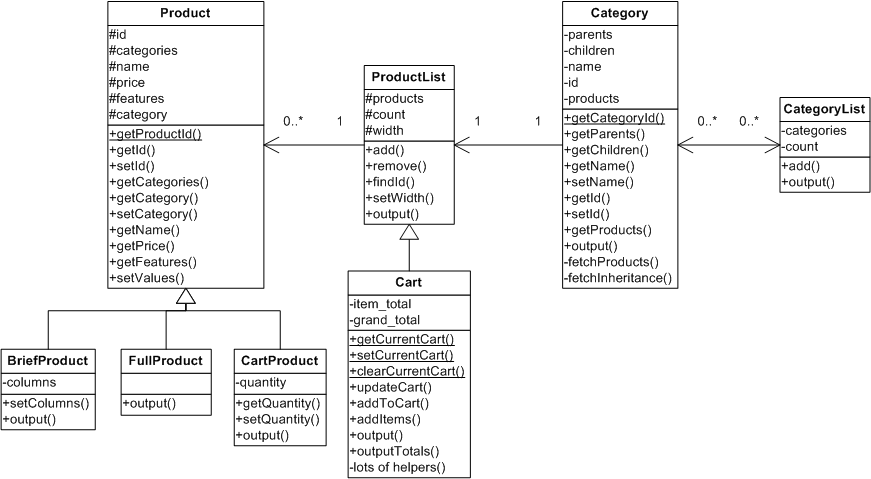 Product
#id
#categories
#name
#price
#features
#category
+getProductId()
+getId()
+setId()
+getCategories()
+getCategory()
+setCategory()
+getName()
+getPrice()
+getFeatures()
+setValues()
0..*
1
ProductList
#products
#count
#width
+add()
+remove()
+findId()
+setWidth()
+output()
1
1
Category
-parents
-children
-name
-id
-products
+getCategoryId()
+getParents()
+getChildren()
+getName()
+setName()
+getId()
+setId()
+getProducts()
+output()
-fetchProducts()
-fetchInheritance()
0..*
0..*
CategoryList
-categories
-count
+add()
+output()
BriefProduct
-columns
+setColumns()
+output()
FullProduct
+output()
CartProduct
-quantity
+getQuantity()
+setQuantity()
+output()
Cart
-item_total
-grand_total
+getCurrentCart()
+setCurrentCart()
+clearCurrentCart()
+updateCart()
+addToCart()
+addItems()
+output()
+outputTotals()
-lots of helpers()